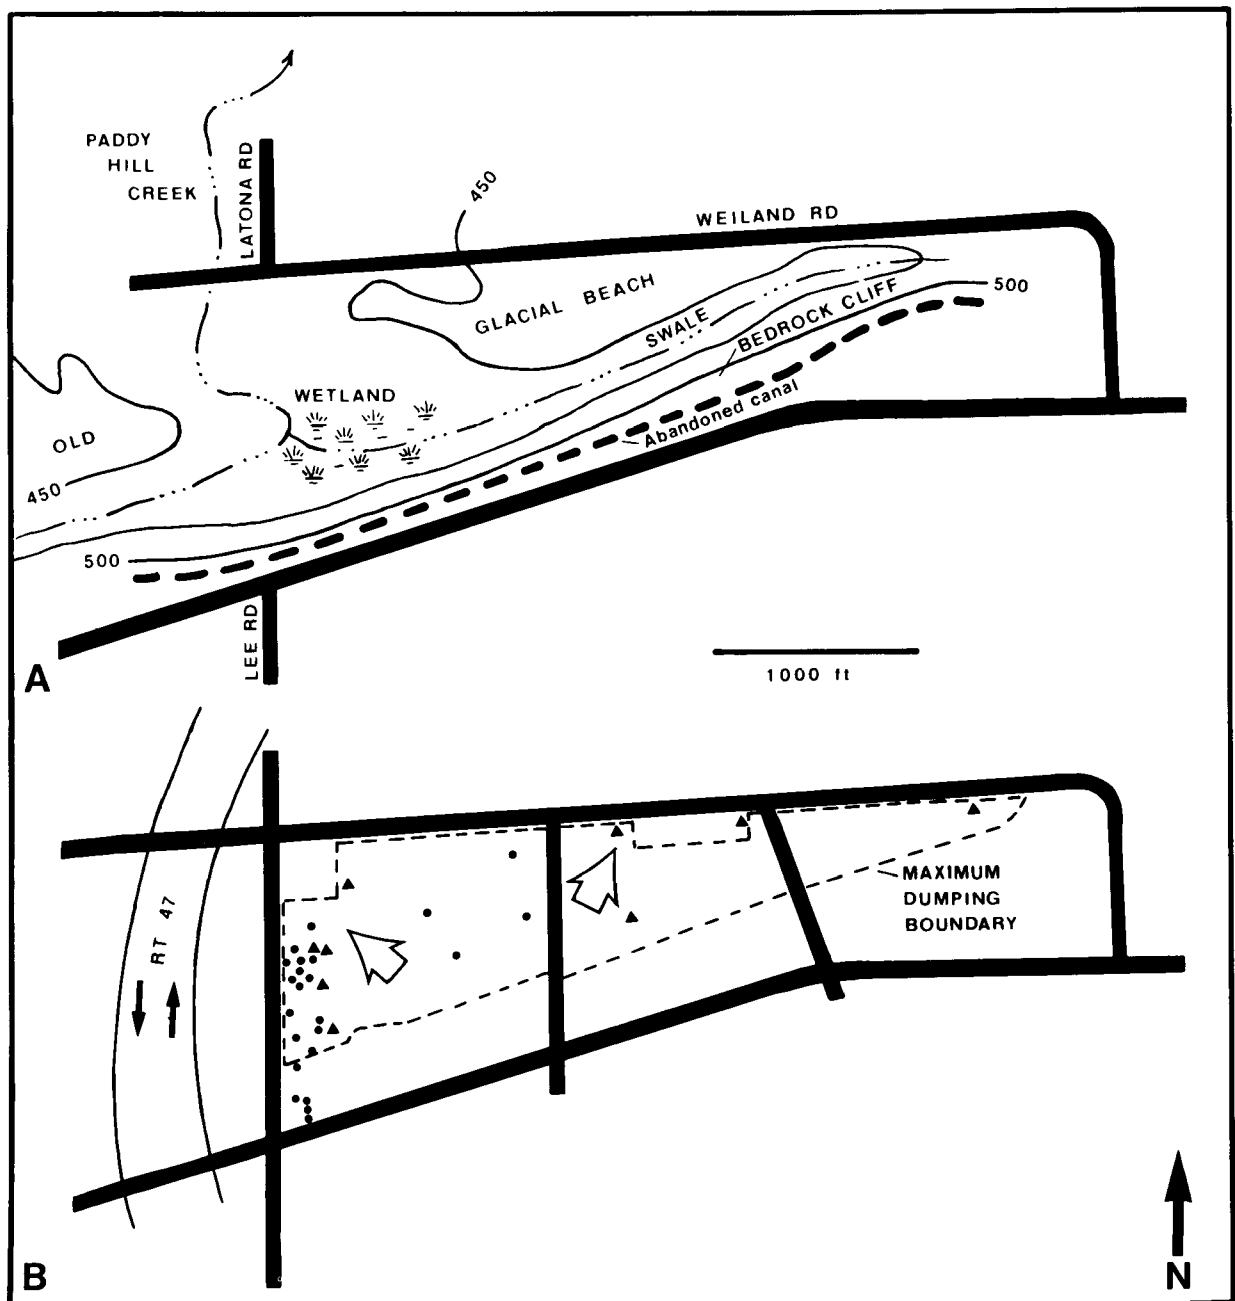 PADDY
HILL
CREEK
LATONA RD
450
WEILAND RD
GLACIAL BEACH
SWALE
BEDROCK CLIFF
500
WETLAND
Abandoned canal
OLD
450
500
LEE RD
A
1000 ft
RT 47
MAXIMUM
DUMPING
BOUNDARY
B
N